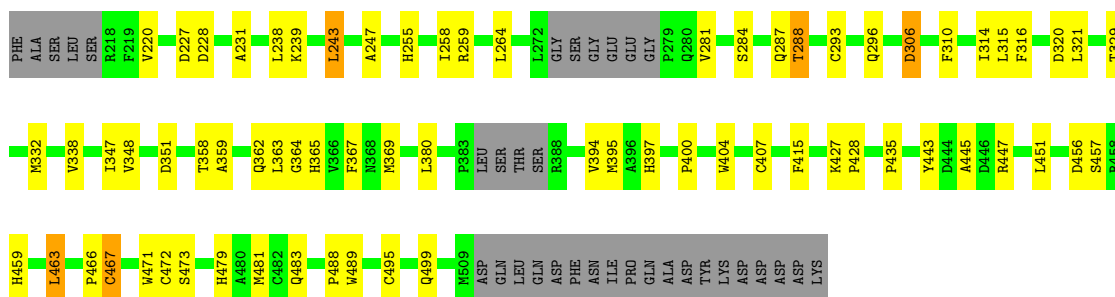 PHE ALA SER LEU SER R218 F219 V220 D227 D228 A231 L238 K239 L243 A247 H255 I258 R259 L264 L272 GLY SER GLY GLU GLU GLY P279 Q280 V281 S284 Q287 T288 C293 Q296 D306 F310 I314 L315 F316 D320 L321
M332 V338 I347 V348 D351 T358 A359 Q362 L363 G364 H365 V366 F367 N368 M369 L380 P383 LEU SER THR SER R388 V394 M395 A396 H397 P400 W404 C407 F415 K427 P428 P435 Y443 D444 A445 D446 R447 L451 D456 S457
H459 L463 P466 C467 W471 C472 S473 H479 A480 M481 C482 Q483 P488 W489 C495 Q499 M509 ASP GLN LEU GLN ASP PHE ASN ILE PRO GLN ALA ASP TYR LYS ASP ASP ASP ASP LYS